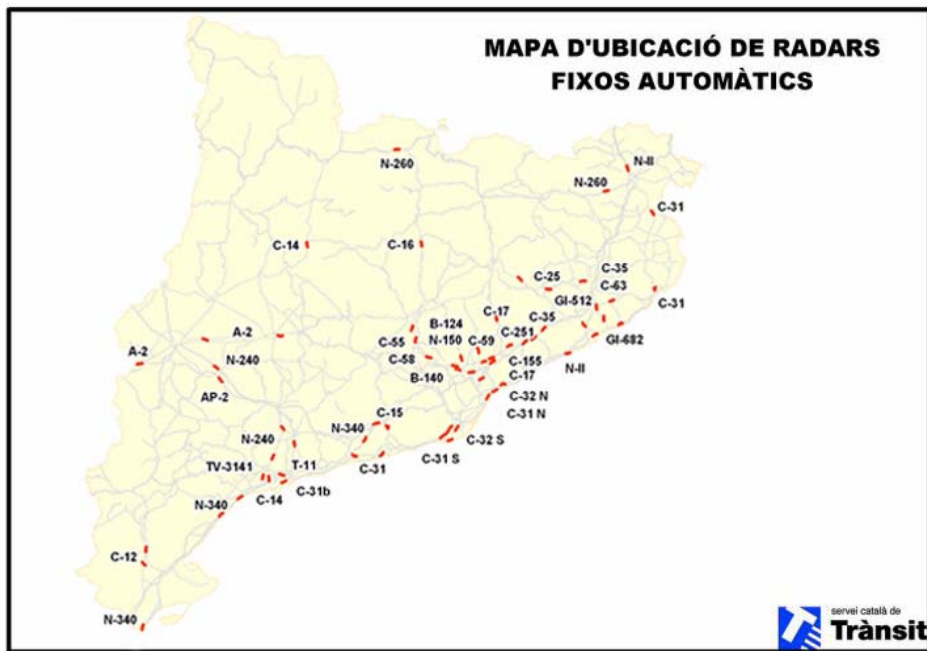 MAPA D'UBICACIÓ DE RADARS
FIXOS AUTOMÀTICS
N-260
N-II
N-260
C-31
C-14
C-16
C-25
C-35
C-63
GI-512
C-31
C-17
C-35
B-124
N-150
C-251
C-59
GI-682
A-2
C-55
A-2
C-58
C-155
N-II
N-240
B-140
C-17
AP-2
C-32 N
C-31 N
C-15
N-340
N-240
C-32 S
C-31 S
TV-3141
T-11
C-31
C-31b
C-14
N-340
C-12
N-340
servei català de
Trànsit